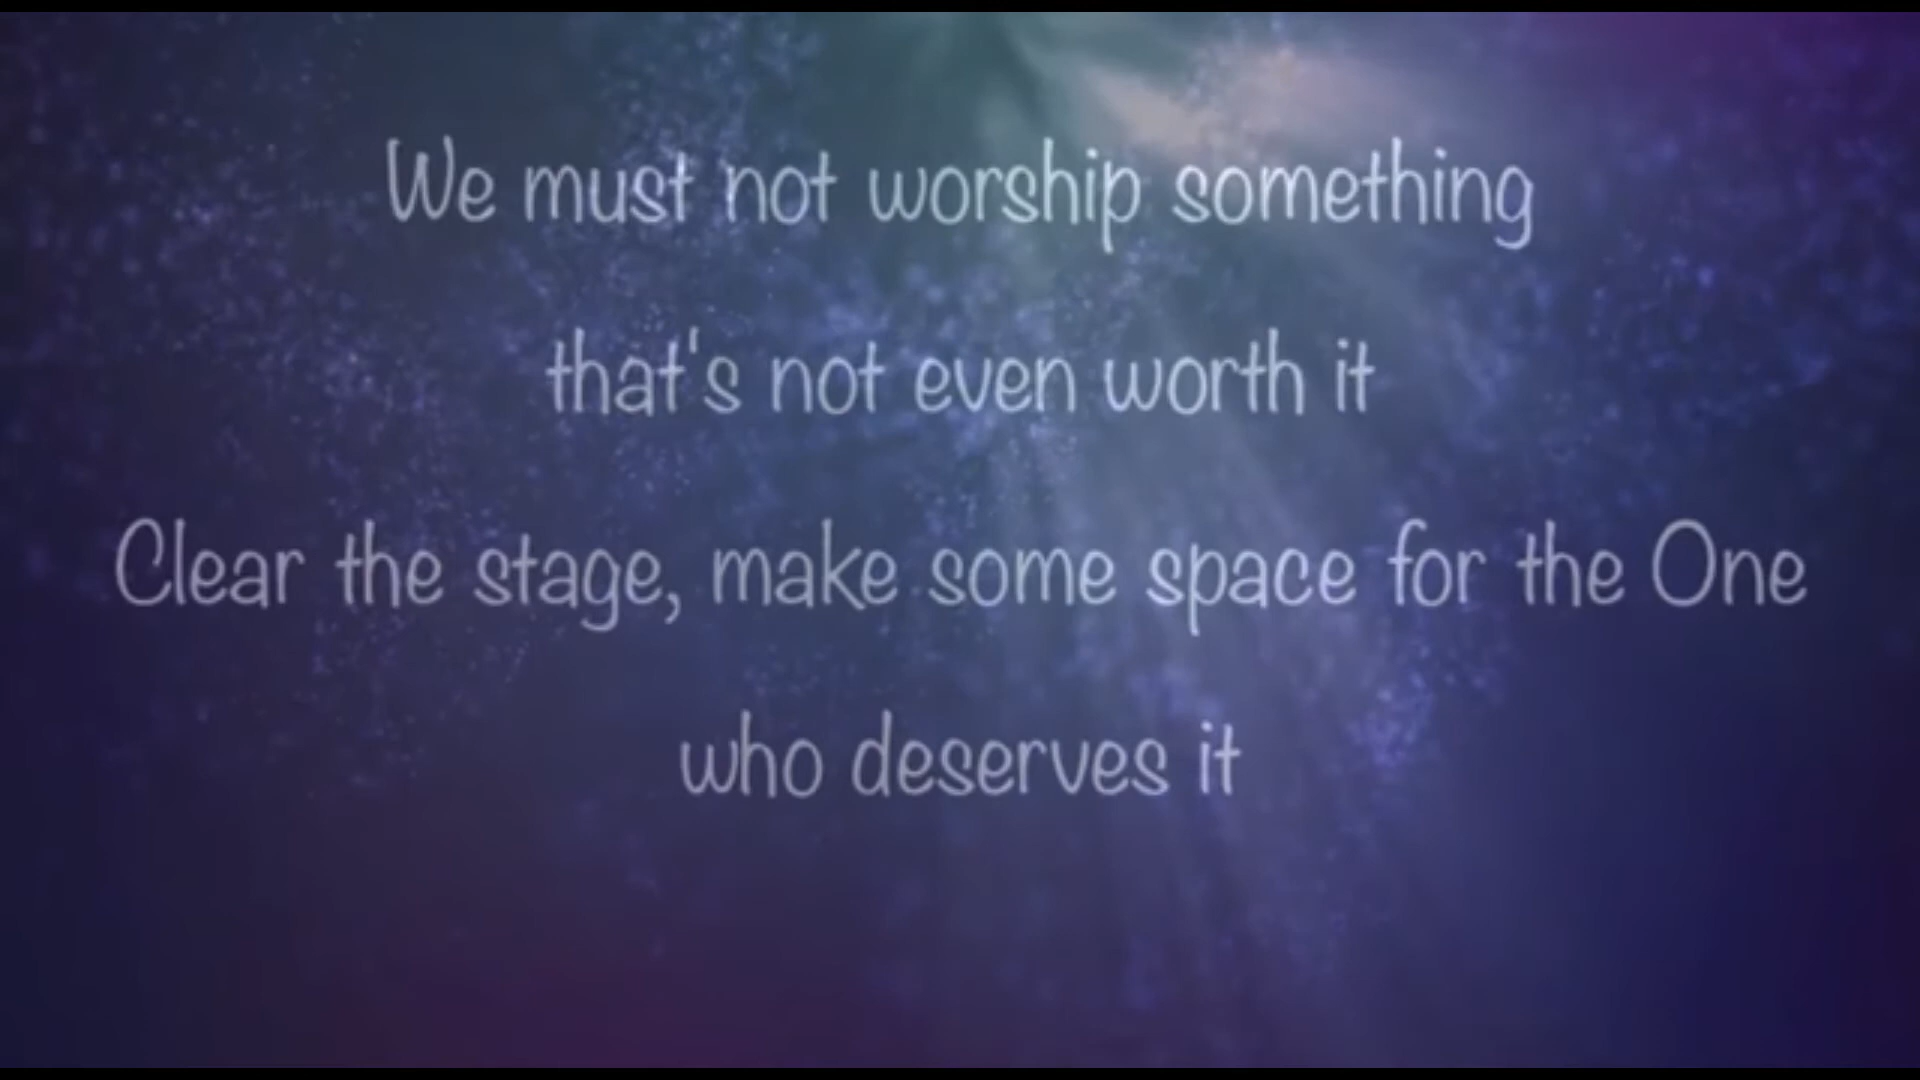 We must not worship something
that's not even worth it
Clear the stage, make some space for the One
who deserves it